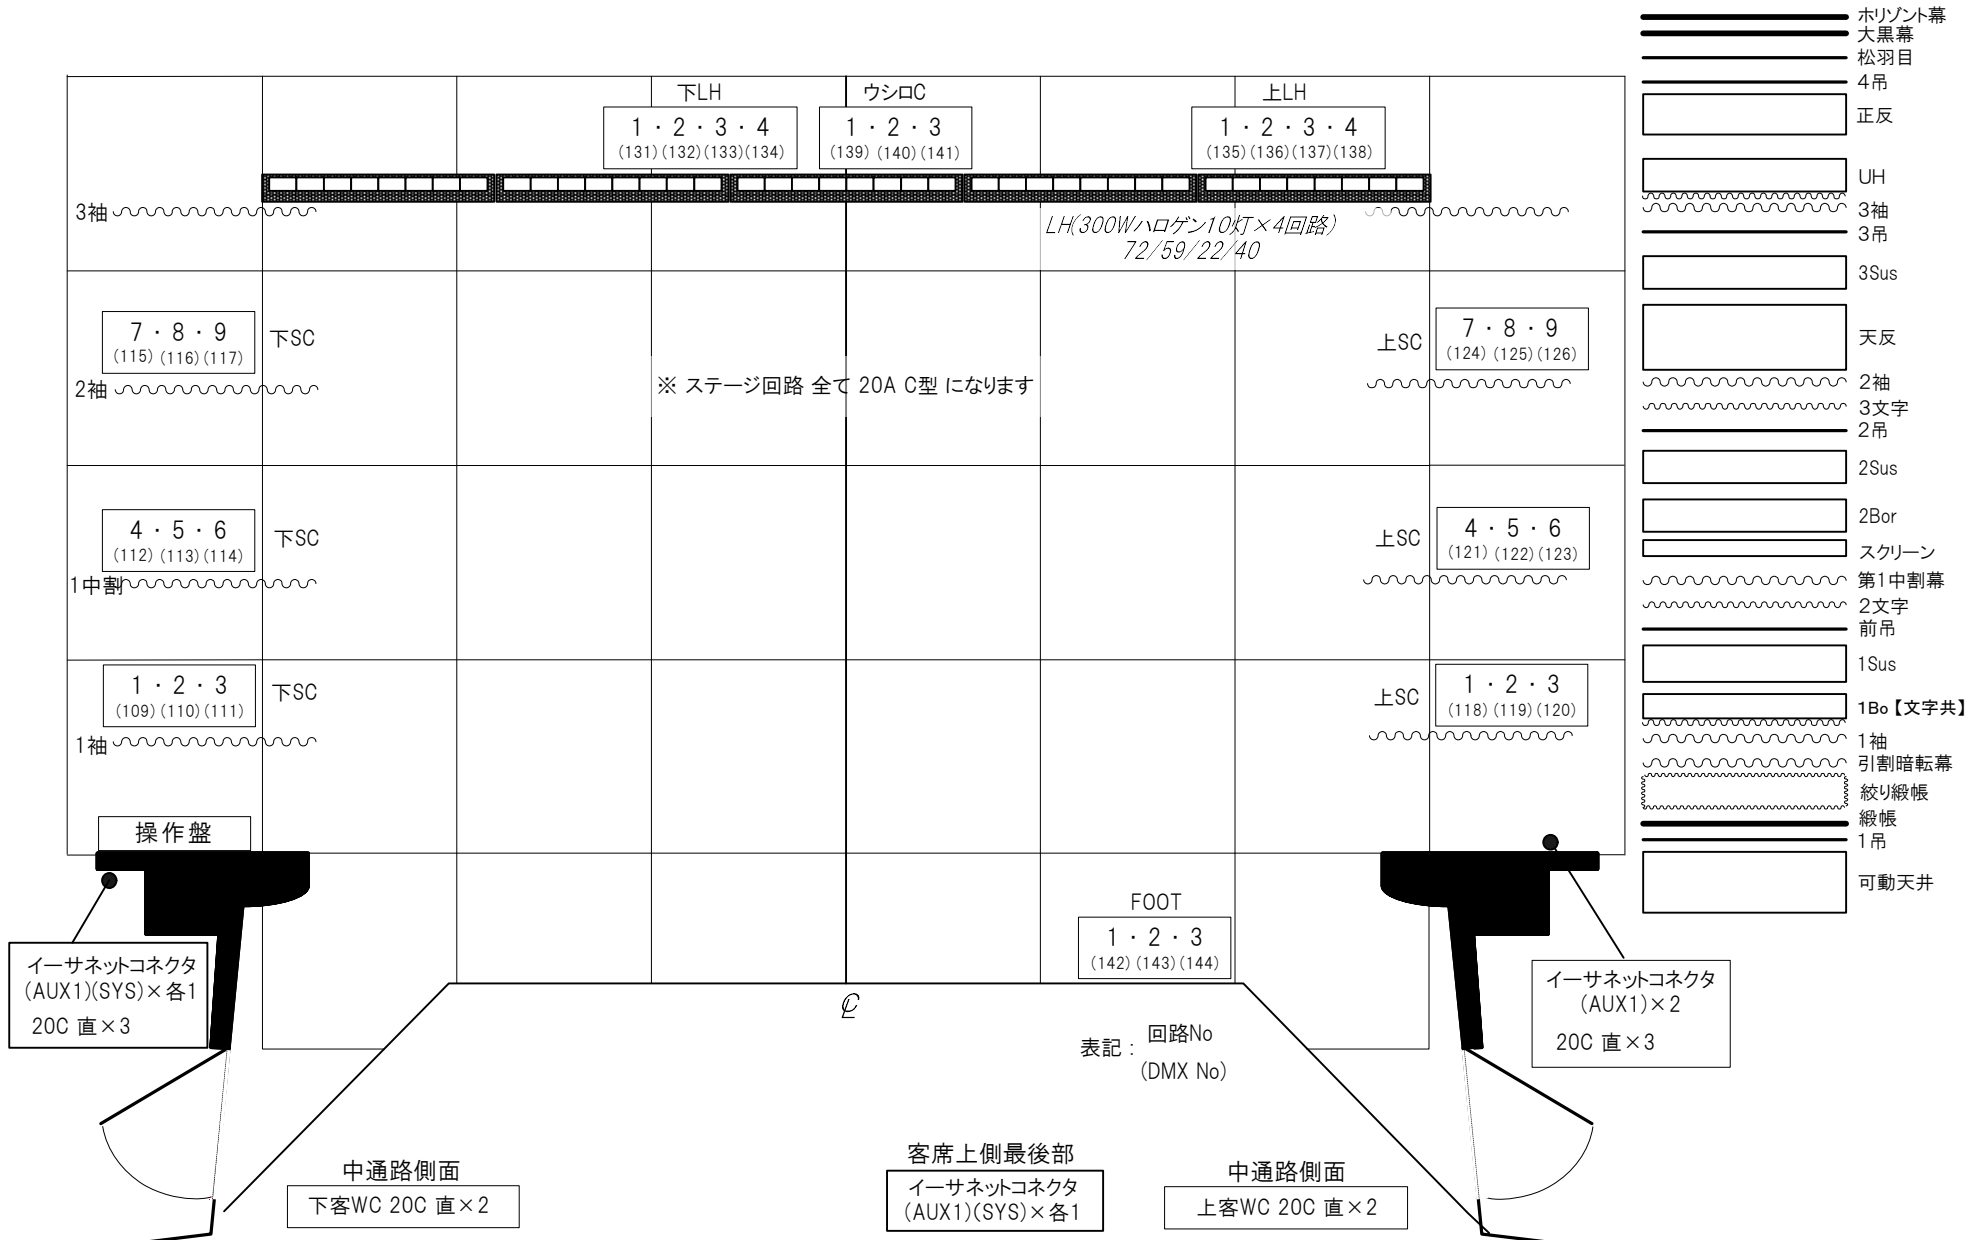 下LH
1・2・3・4
(131)(132)(133)(134)
ウシロC
1・2・3
(139)(140)(141)
上LH
1・2・3・4
(135)(136)(137)(138)
3袖
LH(300Wハロゲン10灯×4回路)
72/59/22/40
7・8・9
(115)(116)(117)
下SC
上SC
7・8・9
(124)(125)(126)
2袖
※ ステージ回路 全て 20A C型 になります
4・5・6
(112)(113)(114)
下SC
上SC
4・5・6
(121)(122)(123)
1中割
1・2・3
(109)(110)(111)
下SC
上SC
1・2・3
(118)(119)(120)
1袖
操作盤
FOOT
1・2・3
(142)(143)(144)
イーサネットコネクタ
(AUX1)(SYS)×各1
20C 直×3
イーサネットコネクタ
(AUX1)×2
20C 直×3
℄
表記：
回路No
(DMX No)
中通路側面
下客WC 20C 直×2
客席上側最後部
イーサネットコネクタ
(AUX1)(SYS)×各1
中通路側面
上客WC 20C 直×2
ホリゾント幕
大黒幕
松羽目
4吊
正反
UH
3袖
3吊
3Sus
天反
2袖
3文字
2吊
2Sus
2Bor
スクリーン
第1中割幕
2文字
前吊
1Sus
1Bo【文字共】
1袖
引割暗転幕
絞り緞帳
緞帳
1吊
可動天井